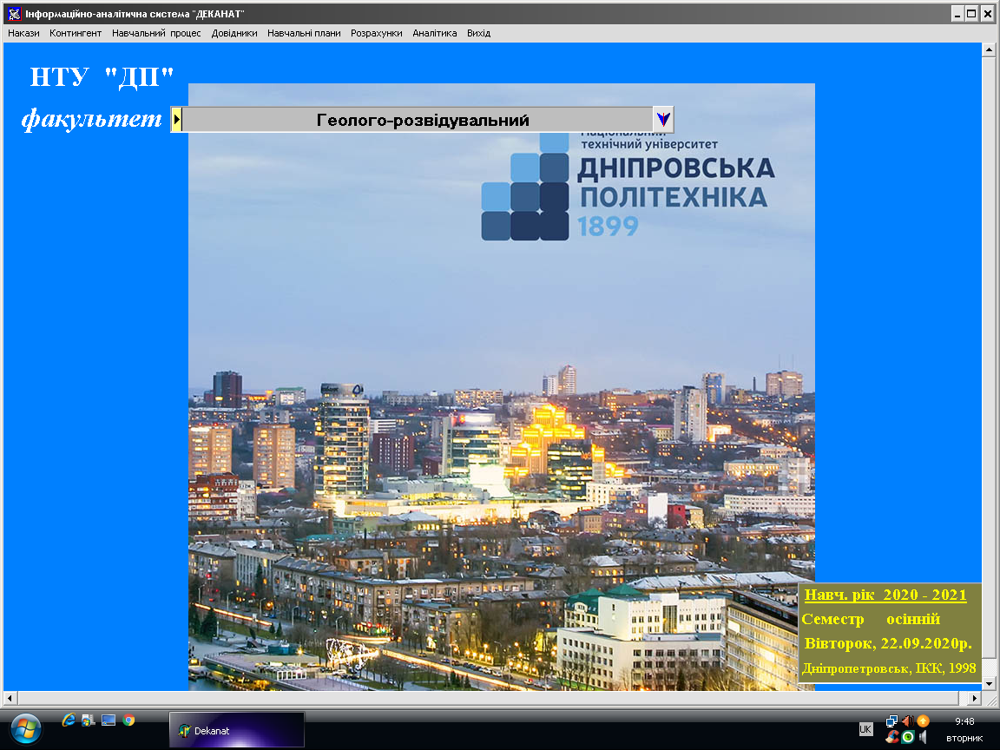 Інформаційно-аналітична система "ДЕКАНАТ"
Накази Контингент Навчальний процес Довідники Навчальні плани Розрахунки Аналітика Вихід
НТУ "ДП"
факультет Геолого-розвідувальний
Національний
технічний університет
ДНІПРОВСЬКА
ПОЛІТЕХНІКА
1899
Навч. рік 2020 - 2021
Семестр осінній
Вівторок, 22.09.2020р.
Дніпропетровськ, ІКК, 1998
Dekanat
UK
9:48
вторник